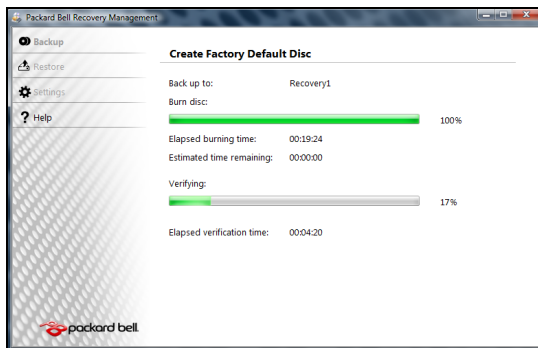 Packard Bell Recovery Management
Backup
Restore
Settings
Help
Create Factory Default Disc
Back up to: Recovery1
Burn disc:
100%
Elapsed burning time: 00:19:24
Estimated time remaining: 00:00:00
Verifying:
17%
Elapsed verification time: 00:04:20
packard bell.